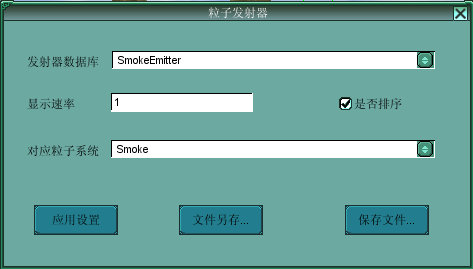 粒子发射器
发射器数据库 SmokeEmitter
显示速率 1 是否排序
对应粒子系统 Smoke
应用设置 文件另存... 保存文件...